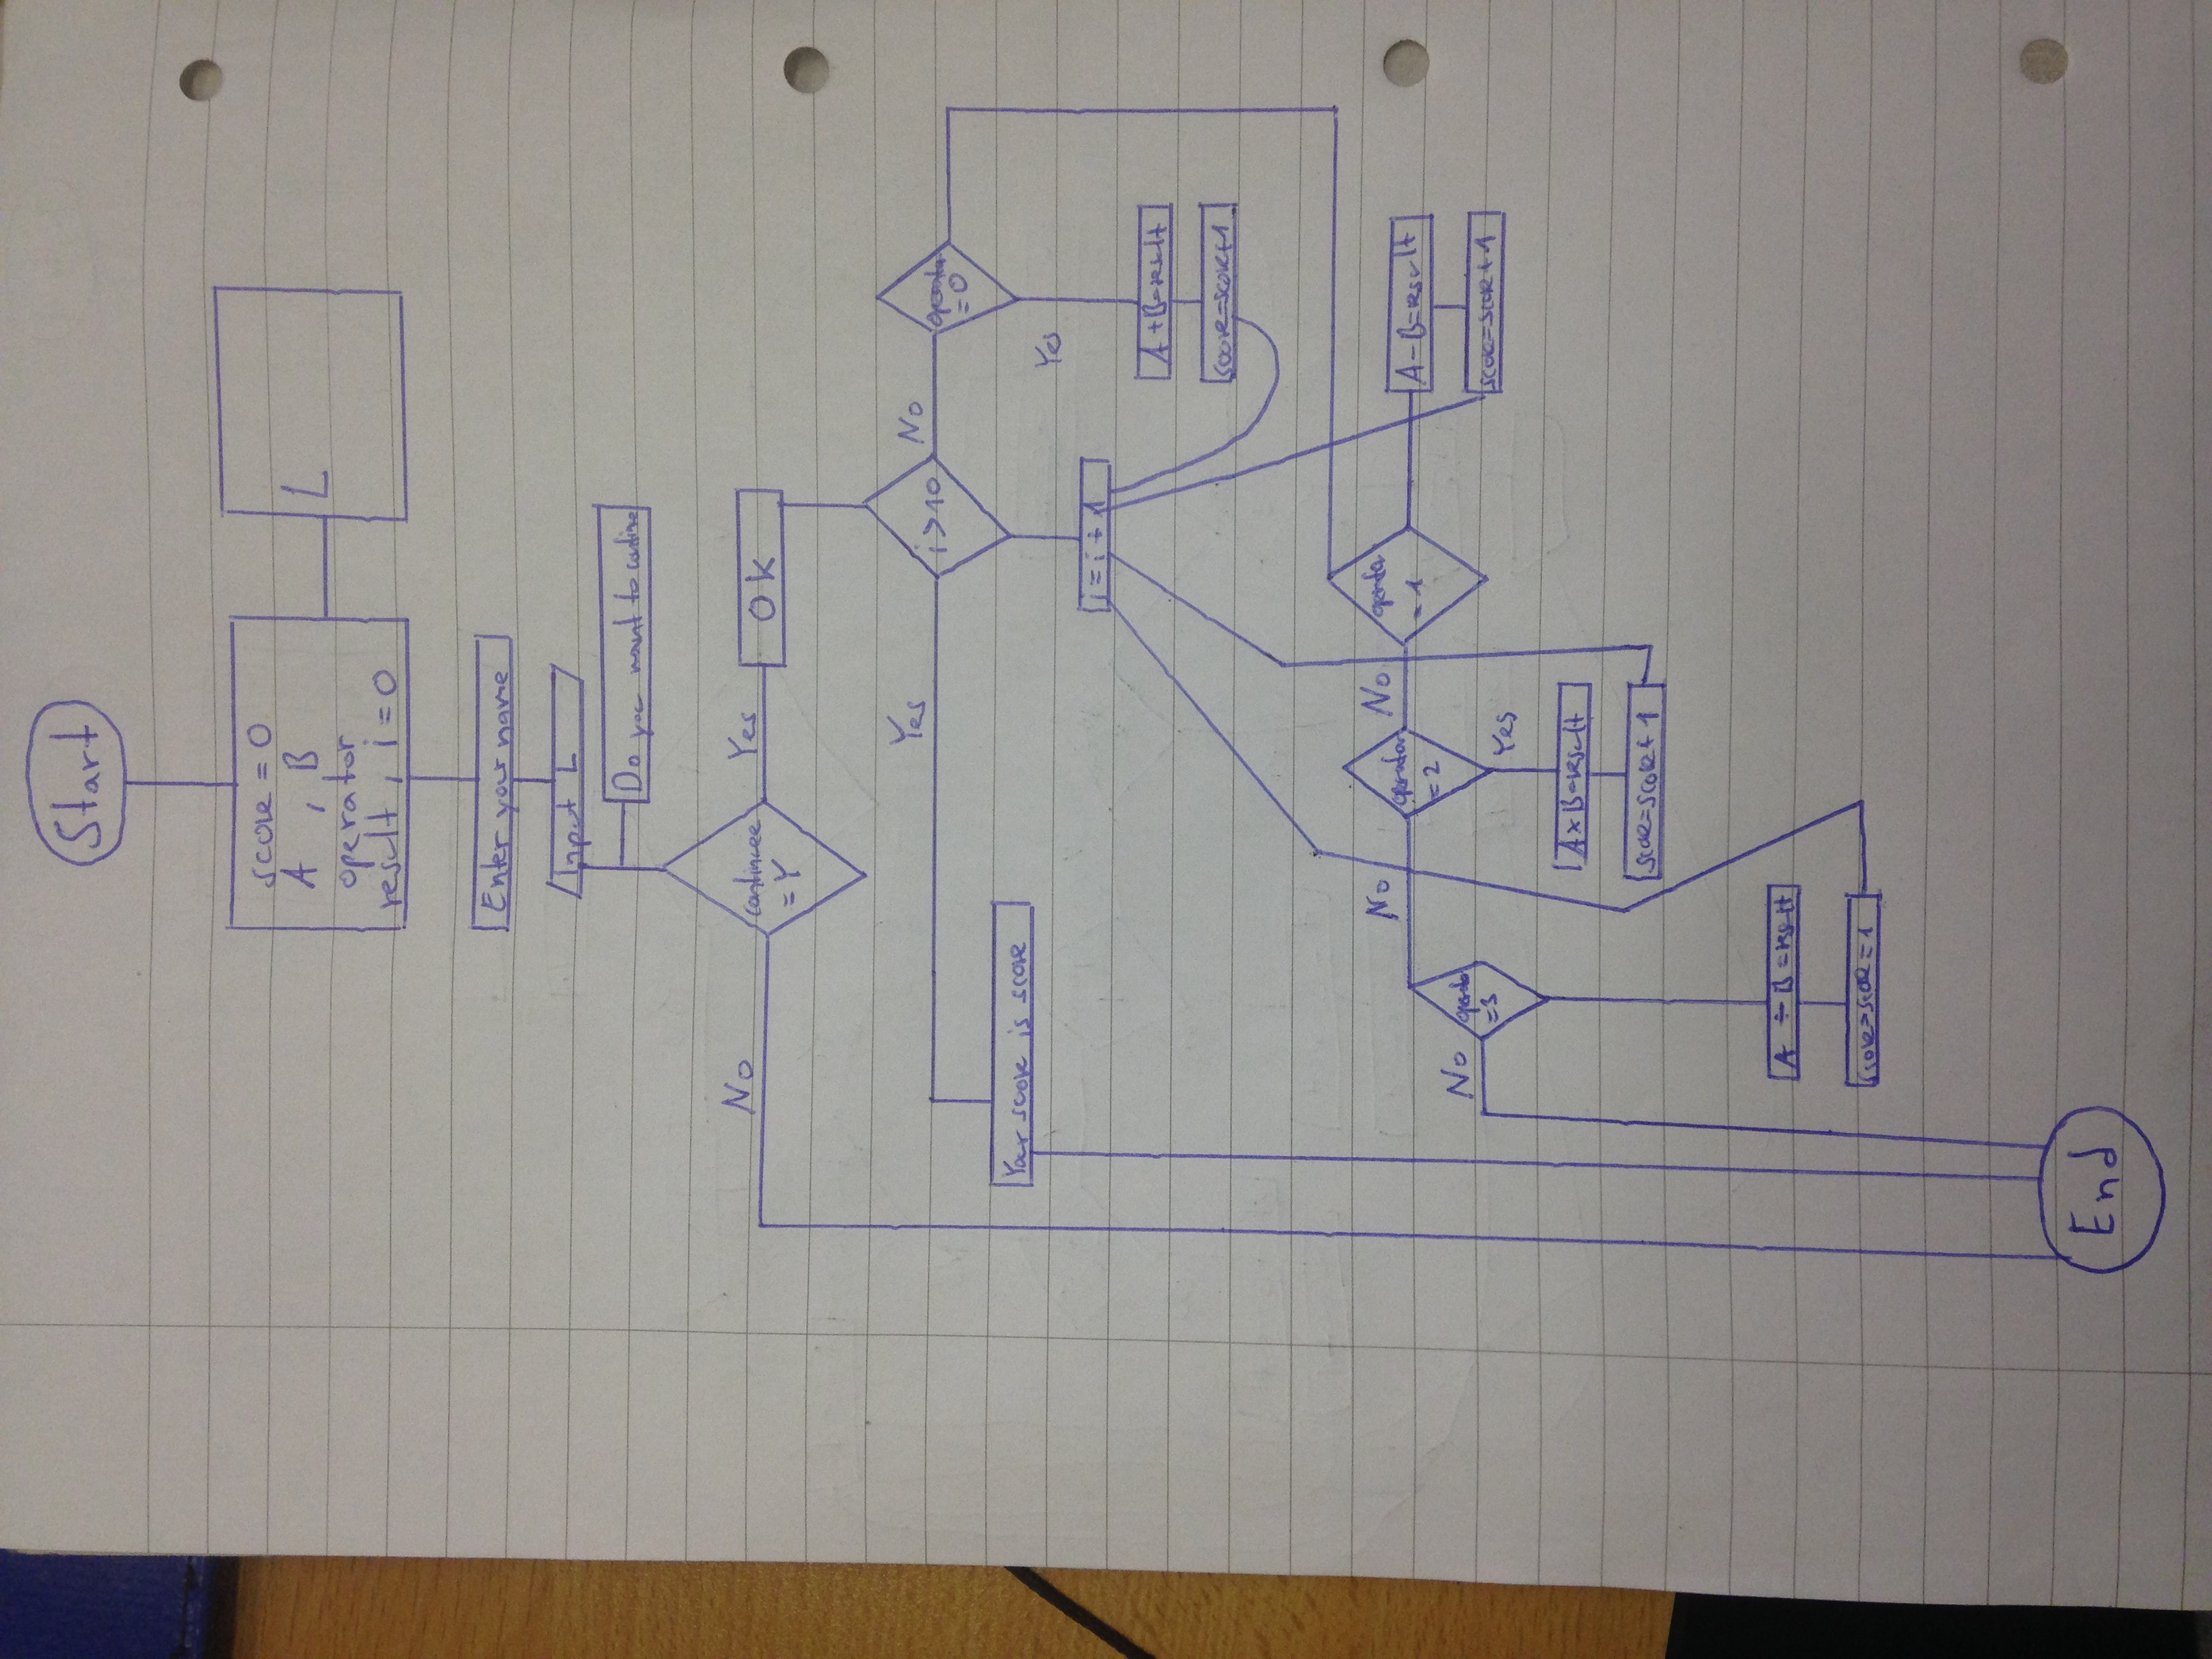 Start
score = 0
A , B
operator
result , i = 0
L
Enter your name
Input L
Do you want to continue
No
continuee
= Y
Yes
Ok
Yes
i > 10
No
operator
= 0
Your score is score
Yes
i = i + 1
A + B = result
score = score + 1
No
operator
= 2
No
operator
= 1
A - B = result
No
operator
= 3
Yes
score = score + 1
A x B = result
score = score + 1
A ÷ B = result
score = score = 1
End